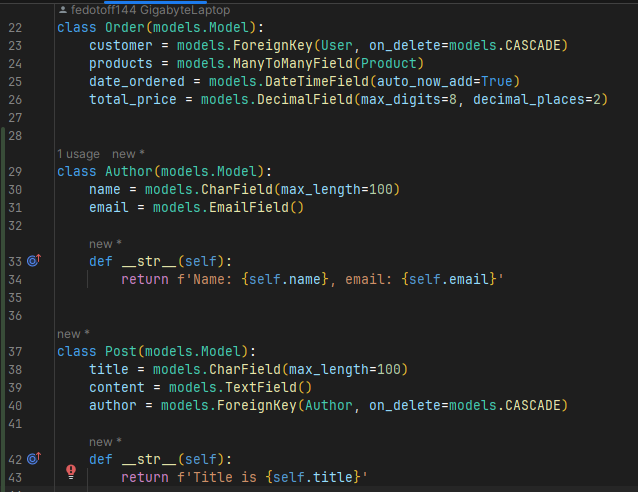 fedotoff144 GigabyteLaptop
22 class Order(models.Model):
23     customer = models.ForeignKey(User, on_delete=models.CASCADE)
24     products = models.ManyToManyField(Product)
25     date_ordered = models.DateTimeField(auto_now_add=True)
26     total_price = models.DecimalField(max_digits=8, decimal_places=2)
27
28
1 usage   new *
29 class Author(models.Model):
30     name = models.CharField(max_length=100)
31     email = models.EmailField()
32
new *
33     def __str__(self):
34         return f'Name: {self.name}, email: {self.email}'
35
36
new *
37 class Post(models.Model):
38     title = models.CharField(max_length=100)
39     content = models.TextField()
40     author = models.ForeignKey(Author, on_delete=models.CASCADE)
41
new *
42     def __str__(self):
43         return f'Title is {self.title}'